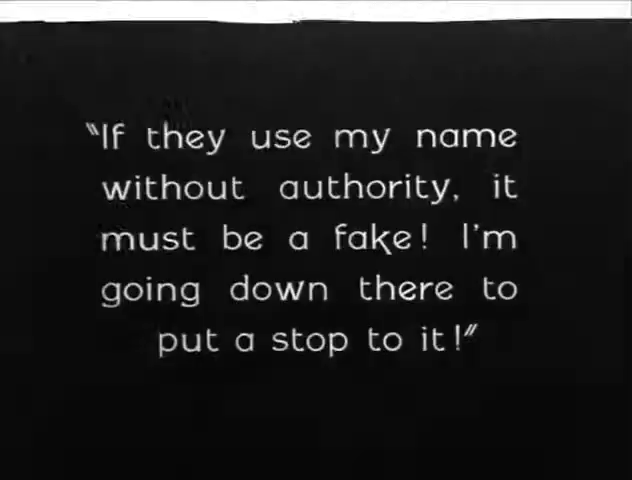 "If they use my name
without authority, it
must be a fake! I'm
going down there to
put a stop to it!"